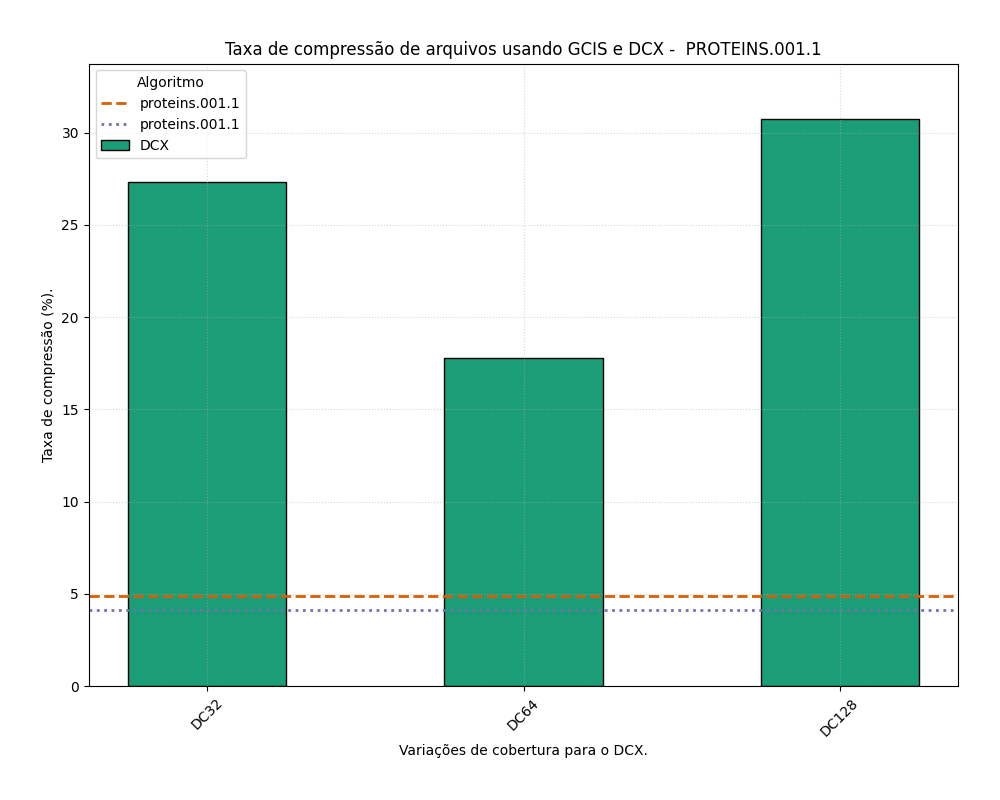 Taxa de compressão de arquivos usando GCIS e DCX -  PROTEINS.001.1
Algoritmo
proteins.001.1
proteins.001.1
DCX
Taxa de compressão (%).
30
25
20
15
10
5
0
DC32
DC64
DC128
Variações de cobertura para o DCX.